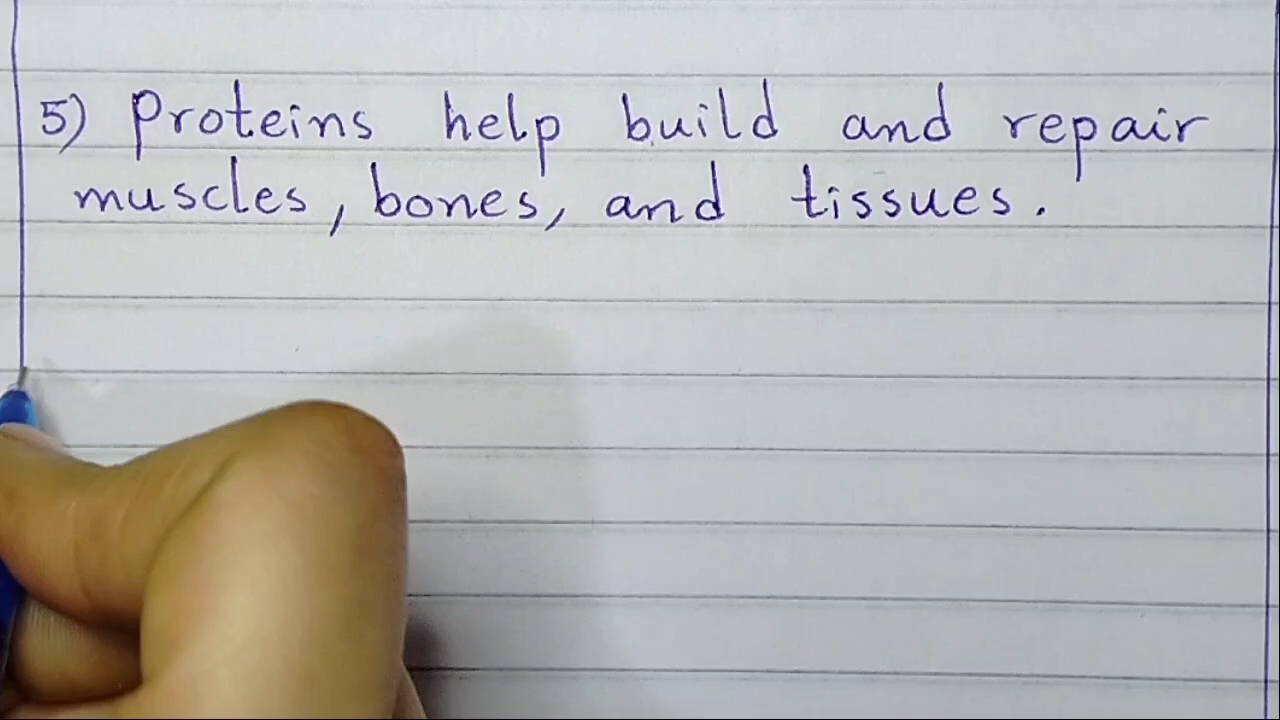 5) Proteins help build and repair
muscles, bones, and tissues.